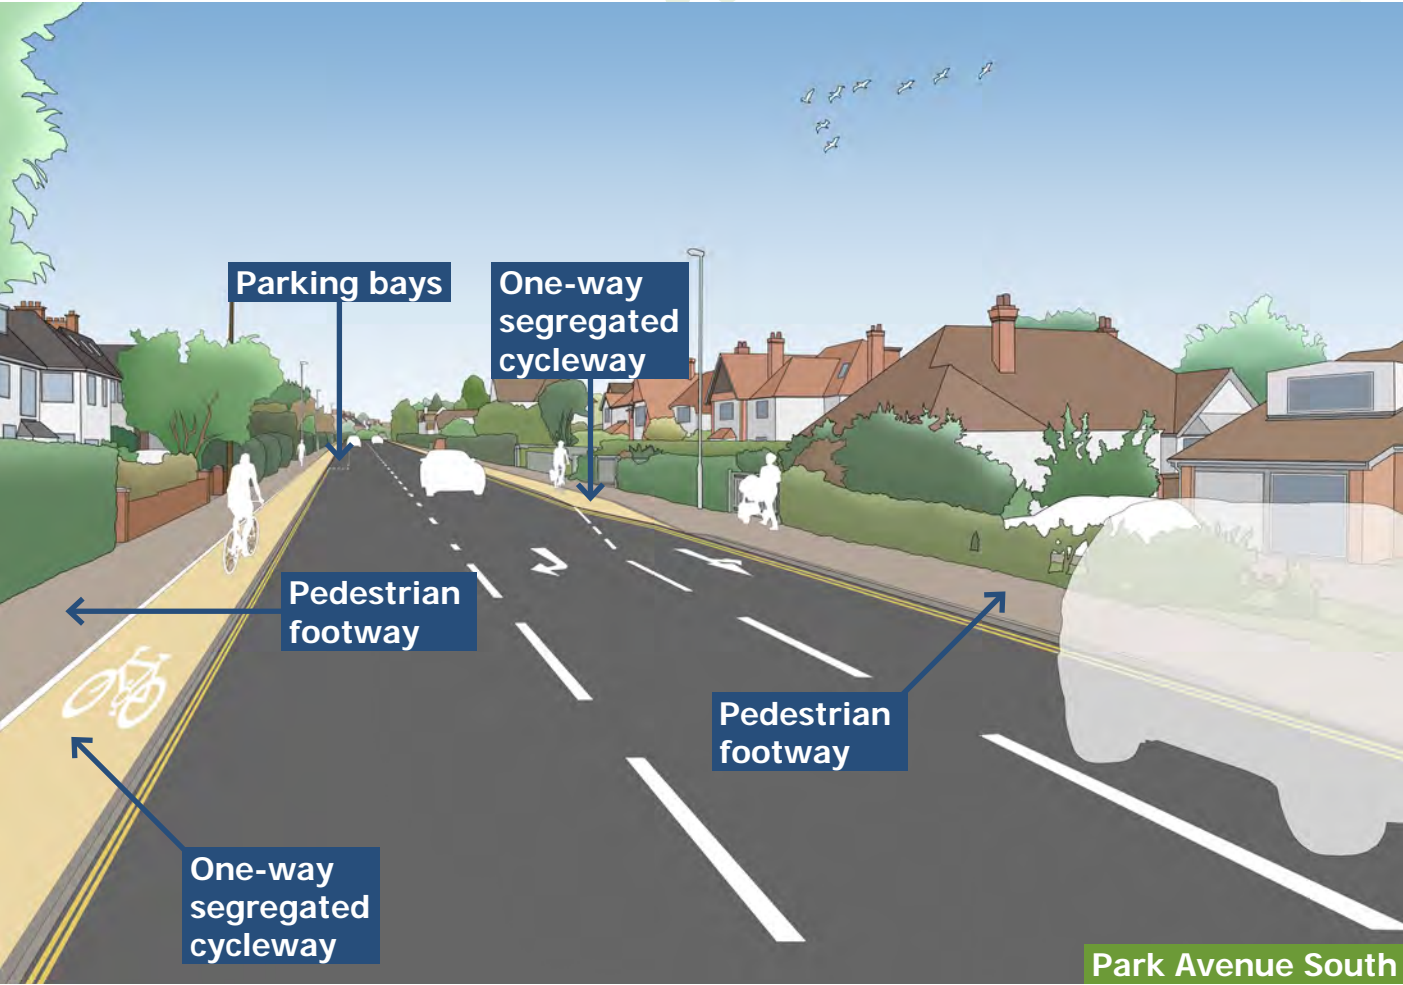 Parking bays
One-way
segregated
cycleway
Pedestrian
footway
Pedestrian
footway
One-way
segregated
cycleway
Park Avenue South